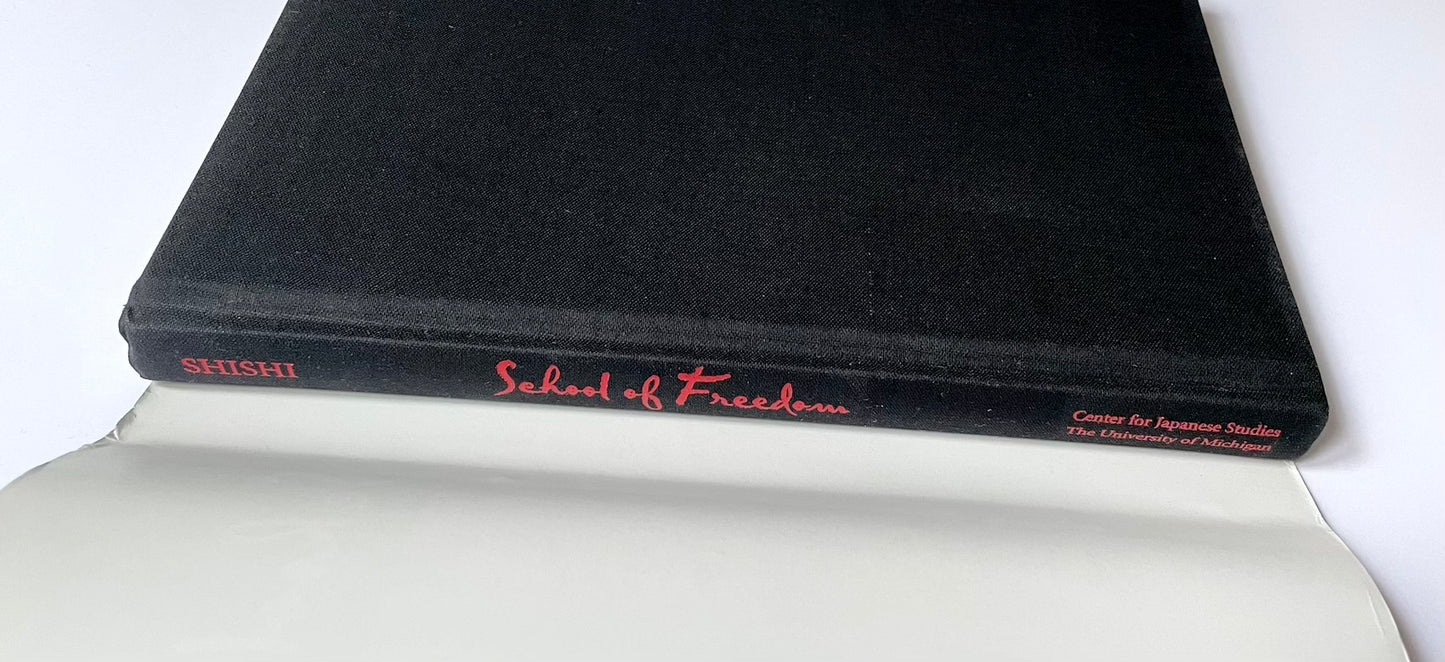 SHISHI
School of Freedom
Center for Japanese Studies
The University of Michigan